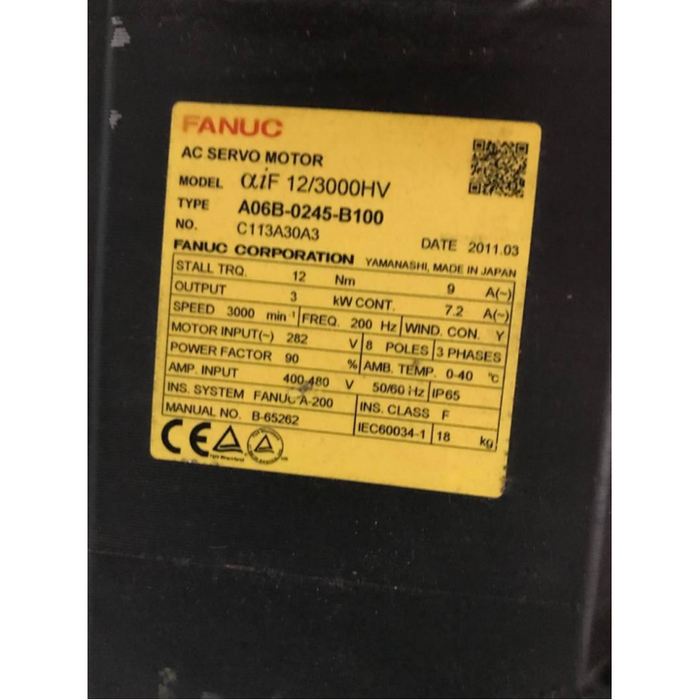 FANUC
AC SERVO MOTOR
MODEL αiF 12/3000HV
TYPE A06B-0245-B100
NO. C113A30A3
DATE 2011.03
FANUC CORPORATION YAMANASHI, MADE IN JAPAN
STALL TRQ. 12 Nm 9 A(~)
OUTPUT 3 kW CONT. 7.2 A(~)
SPEED 3000 min⁻¹ FREQ. 200 Hz WIND. CON. Y
MOTOR INPUT(~) 282 V 8 POLES 3 PHASES
POWER FACTOR 90 % AMB. TEMP. 0-40 °C
AMP. INPUT 400-480 V 50/60 Hz IP65
INS. SYSTEM FANUC A-200 INS. CLASS F
MANUAL NO. B-65262 IEC60034-1 18 kg
CE